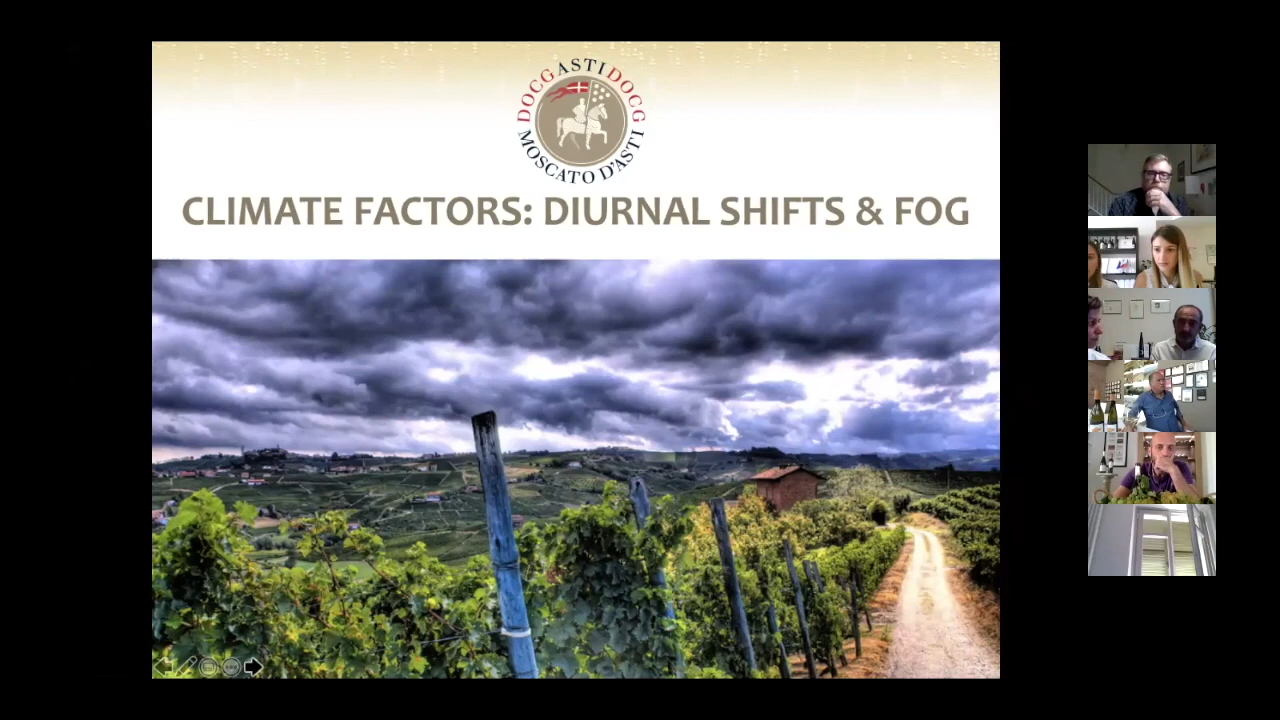 DOCG ASTI DOCG
MOSCATO D'ASTI
CLIMATE FACTORS: DIURNAL SHIFTS & FOG